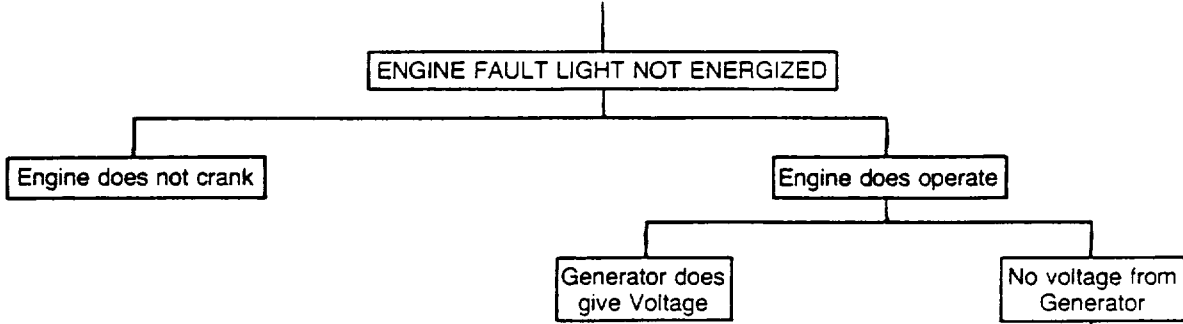 ENGINE FAULT LIGHT NOT ENERGIZED
Engine does not crank
Engine does operate
Generator does
give Voltage
No voltage from
Generator